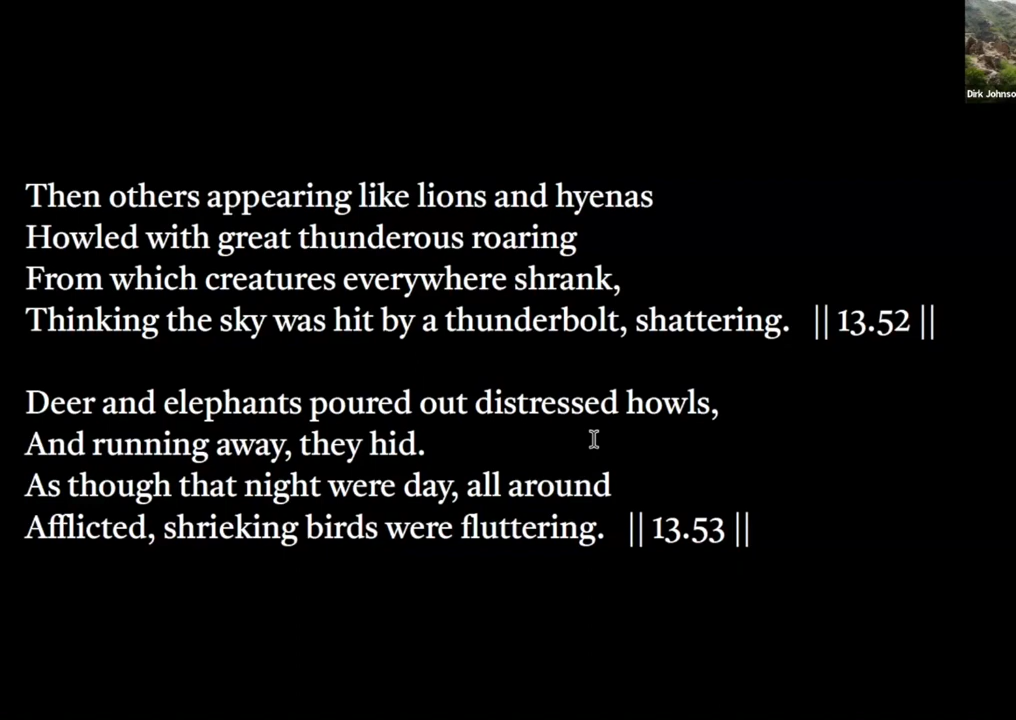 Dirk Johnso
Then others appearing like lions and hyenas
Howled with great thunderous roaring
From which creatures everywhere shrank,
Thinking the sky was hit by a thunderbolt, shattering. || 13.52 ||
Deer and elephants poured out distressed howls,
And running away, they hid.
As though that night were day, all around
Afflicted, shrieking birds were fluttering. || 13.53 ||